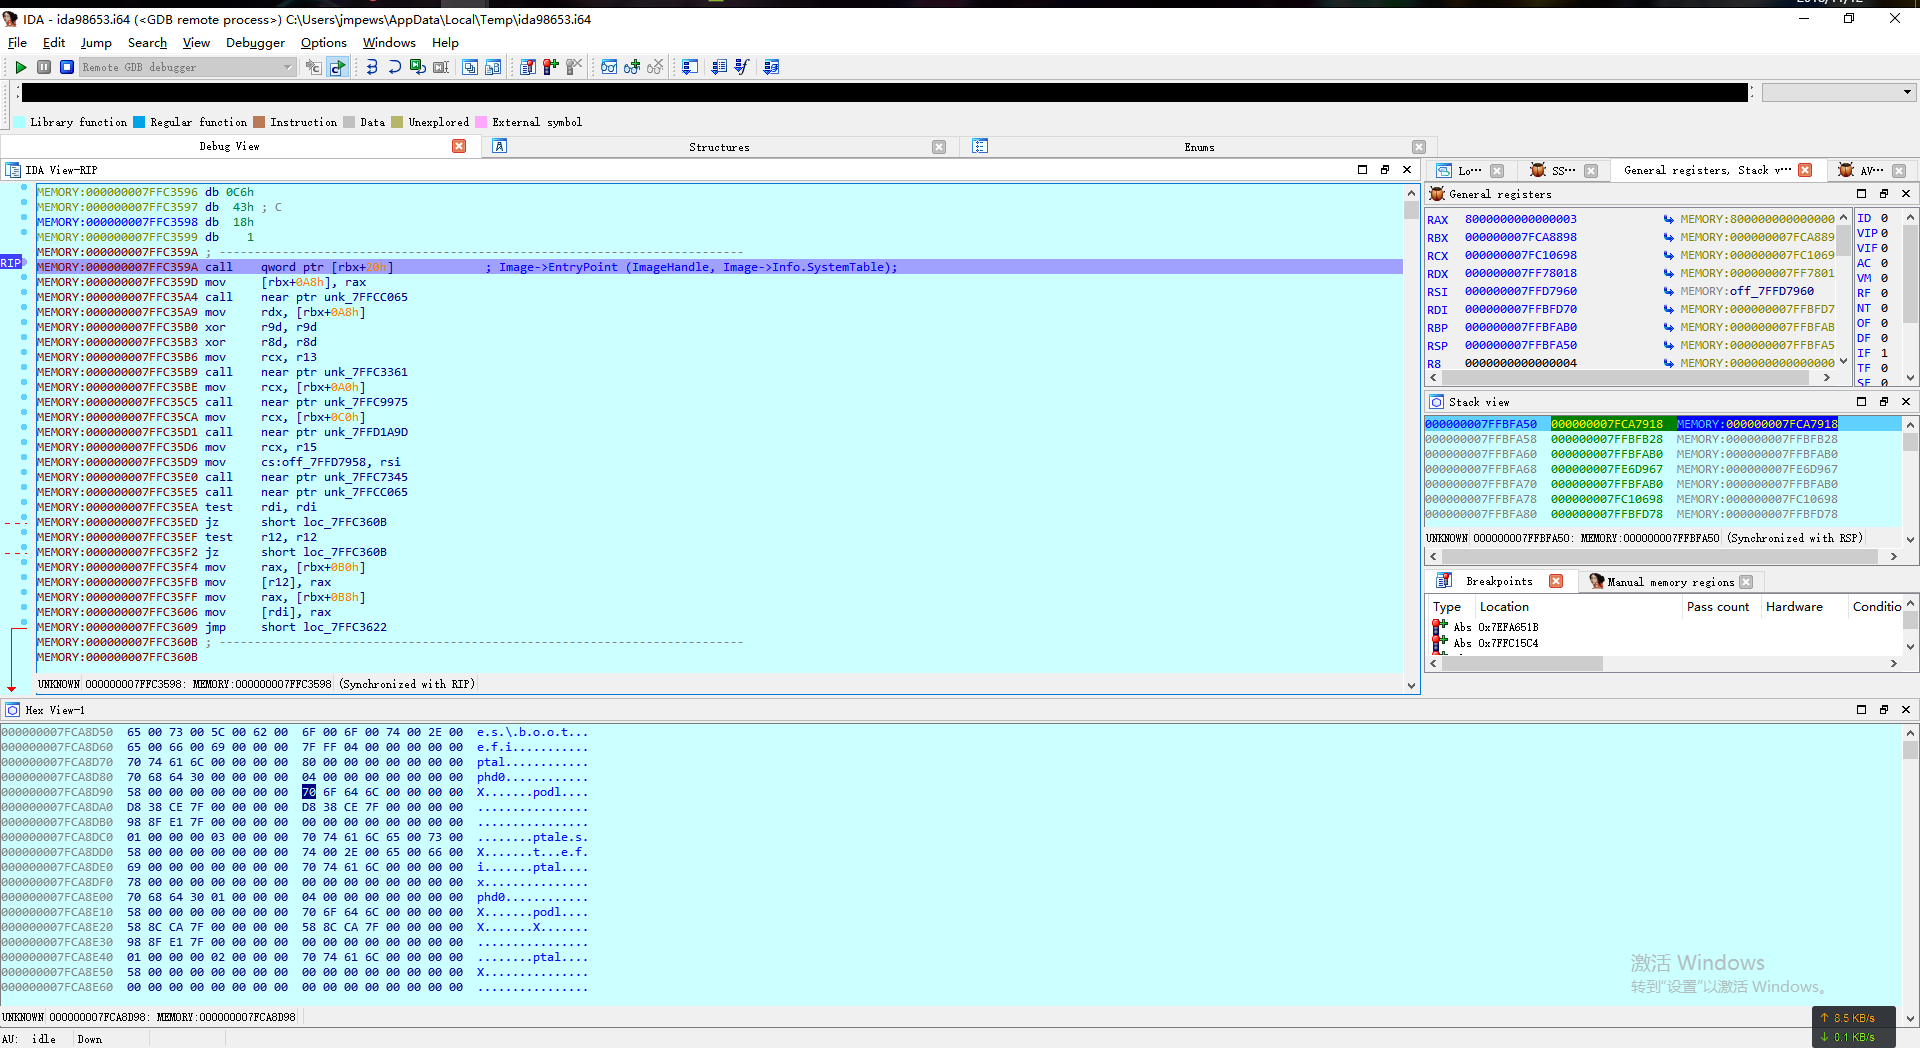 IDA - ida98653.i64 (<GDB remote process>) C:\Users\jmpews\AppData\Local\Temp\ida98653.i64
File Edit Jump Search View Debugger Options Windows Help
Remote GDB debugger
Library function Regular function Instruction Data Unexplored External symbol
Debug View Structures Enums
IDA View-RIP
MEMORY:000000007FFC3596 db 0C6h
MEMORY:000000007FFC3597 db 43h ; C
MEMORY:000000007FFC3598 db 18h
MEMORY:000000007FFC3599 db 1
MEMORY:000000007FFC359A ; ---------------------------------------------------------------------------
RIP MEMORY:000000007FFC359A call qword ptr [rbx+20h] ; Image->EntryPoint (ImageHandle, Image->Info.SystemTable);
MEMORY:000000007FFC359D mov [rbx+0A8h], rax
MEMORY:000000007FFC35A4 call near ptr unk_7FFCC065
MEMORY:000000007FFC35A9 mov rdx, [rbx+0A8h]
MEMORY:000000007FFC35B0 xor r9d, r9d
MEMORY:000000007FFC35B3 xor r8d, r8d
MEMORY:000000007FFC35B6 mov rcx, r13
MEMORY:000000007FFC35B9 call near ptr unk_7FFC3361
MEMORY:000000007FFC35BE mov rcx, [rbx+0A0h]
MEMORY:000000007FFC35C5 call near ptr unk_7FFC9975
MEMORY:000000007FFC35CA mov rcx, [rbx+0C0h]
MEMORY:000000007FFC35D1 call near ptr unk_7FFD1A9D
MEMORY:000000007FFC35D6 mov rcx, r15
MEMORY:000000007FFC35D9 mov cs:off_7FFD7958, rsi
MEMORY:000000007FFC35E0 call near ptr unk_7FFC7345
MEMORY:000000007FFC35E5 call near ptr unk_7FFCC065
MEMORY:000000007FFC35EA test rdi, rdi
MEMORY:000000007FFC35ED jz short loc_7FFC360B
MEMORY:000000007FFC35EF test r12, r12
MEMORY:000000007FFC35F2 jz short loc_7FFC360B
MEMORY:000000007FFC35F4 mov rax, [rbx+0B0h]
MEMORY:000000007FFC35FB mov [r12], rax
MEMORY:000000007FFC35FF mov rax, [rbx+0B8h]
MEMORY:000000007FFC3606 mov [rdi], rax
MEMORY:000000007FFC3609 jmp short loc_7FFC3622
MEMORY:000000007FFC360B ; ---------------------------------------------------------------------------
MEMORY:000000007FFC360B
UNKNOWN 000000007FFC3598: MEMORY:000000007FFC3598 (Synchronized with RIP)
Lo··· SS··· General registers, Stack v··· AV···
General registers
RAX 8000000000000003 MEMORY:800000000000000
RBX 000000007FCA8898 MEMORY:000000007FCA889
RCX 000000007FC10698 MEMORY:000000007FC1069
RDX 000000007FF78018 MEMORY:000000007FF7801
RSI 000000007FFD7960 MEMORY:off_7FFD7960
RDI 000000007FFBFD70 MEMORY:000000007FFBFD7
RBP 000000007FFBFAB0 MEMORY:000000007FFBFAB
RSP 000000007FFBFA50 MEMORY:000000007FFBFA5
R8 0000000000000004 MEMORY:000000000000000
ID 0
VIP 0
VIF 0
AC 0
VM 0
RF 0
NT 0
OF 0
DF 0
IF 1
TF 0
SF 0
Stack view
000000007FFBFA50 000000007FCA7918 MEMORY:000000007FCA7918
000000007FFBFA58 000000007FFBFB28 MEMORY:000000007FFBFB28
000000007FFBFA60 000000007FFBFAB0 MEMORY:000000007FFBFAB0
000000007FFBFA68 000000007FE6D967 MEMORY:000000007FE6D967
000000007FFBFA70 000000007FFBFAB0 MEMORY:000000007FFBFAB0
000000007FFBFA78 000000007FC10698 MEMORY:000000007FC10698
000000007FFBFA80 000000007FFBFD78 MEMORY:000000007FFBFD78
UNKNOWN 000000007FFBFA50: MEMORY:000000007FFBFA50 (Synchronized with RSP)
Breakpoints Manual memory regions
Type Location Pass count Hardware Conditio
Abs 0x7EFA651B
Abs 0x7FFC15C4
Hex View-1
000000007FCA8D50 65 00 73 00 5C 00 62 00 6F 00 6F 00 74 00 2E 00 e.s.\.b.o.o.t...
000000007FCA8D60 65 00 66 00 69 00 00 00 7F FF 04 00 00 00 00 00 e.f.i...........
000000007FCA8D70 70 74 61 6C 00 00 00 00 80 00 00 00 00 00 00 00 ptal............
000000007FCA8D80 70 68 64 30 00 00 00 00 04 00 00 00 00 00 00 00 phd0............
000000007FCA8D90 58 00 00 00 00 00 00 00 70 6F 64 6C 00 00 00 00 X.......podl....
000000007FCA8DA0 D8 38 CE 7F 00 00 00 00 D8 38 CE 7F 00 00 00 00 ................
000000007FCA8DB0 98 8F E1 7F 00 00 00 00 00 00 00 00 00 00 00 00 ................
000000007FCA8DC0 01 00 00 00 03 00 00 00 70 74 61 6C 65 00 73 00 ........ptale.s.
000000007FCA8DD0 58 00 00 00 00 00 00 00 74 00 2E 00 65 00 66 00 X.......t...e.f.
000000007FCA8DE0 69 00 00 00 00 00 00 00 70 74 61 6C 00 00 00 00 i.......ptal....
000000007FCA8DF0 78 00 00 00 00 00 00 00 00 00 00 00 00 00 00 00 x...............
000000007FCA8E00 70 68 64 30 01 00 00 00 04 00 00 00 00 00 00 00 phd0............
000000007FCA8E10 58 00 00 00 00 00 00 00 70 6F 64 6C 00 00 00 00 X.......podl....
000000007FCA8E20 58 8C CA 7F 00 00 00 00 58 8C CA 7F 00 00 00 00 X.......X.......
000000007FCA8E30 98 8F E1 7F 00 00 00 00 00 00 00 00 00 00 00 00 ................
000000007FCA8E40 01 00 00 00 02 00 00 00 70 74 61 6C 00 00 00 00 ........ptal....
000000007FCA8E50 58 00 00 00 00 00 00 00 00 00 00 00 00 00 00 00 X...............
000000007FCA8E60 00 00 00 00 00 00 00 00 00 00 00 00 00 00 00 00 ................
UNKNOWN 000000007FCA8D98: MEMORY:000000007FCA8D98
激活 Windows
转到"设置"以激活 Windows。
↑ 8.5 KB/s
↓ 0.1 KB/s
AU: idle Down